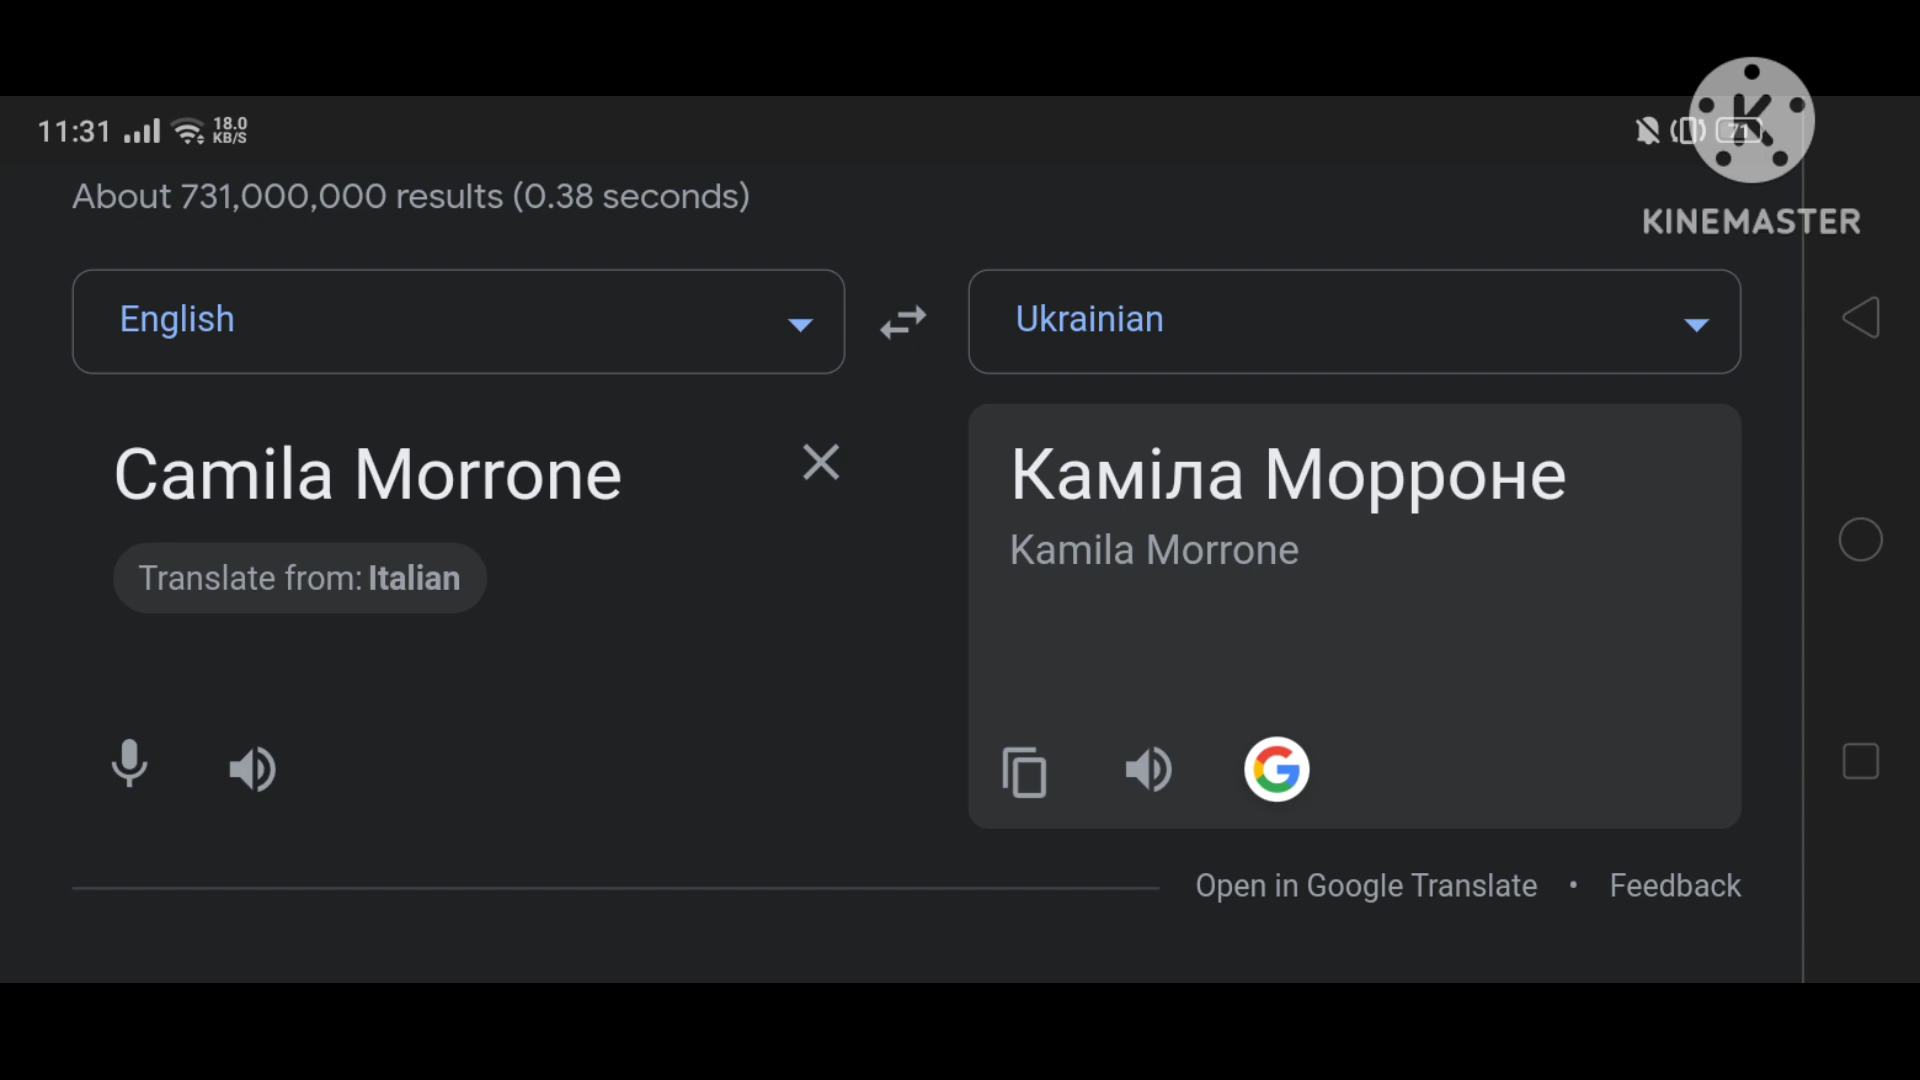 11:31 18.0 KB/S 71
KINEMASTER
About 731,000,000 results (0.38 seconds)
English
Ukrainian
Camila Morrone
Каміла Морроне
Kamila Morrone
Translate from: Italian
Open in Google Translate • Feedback